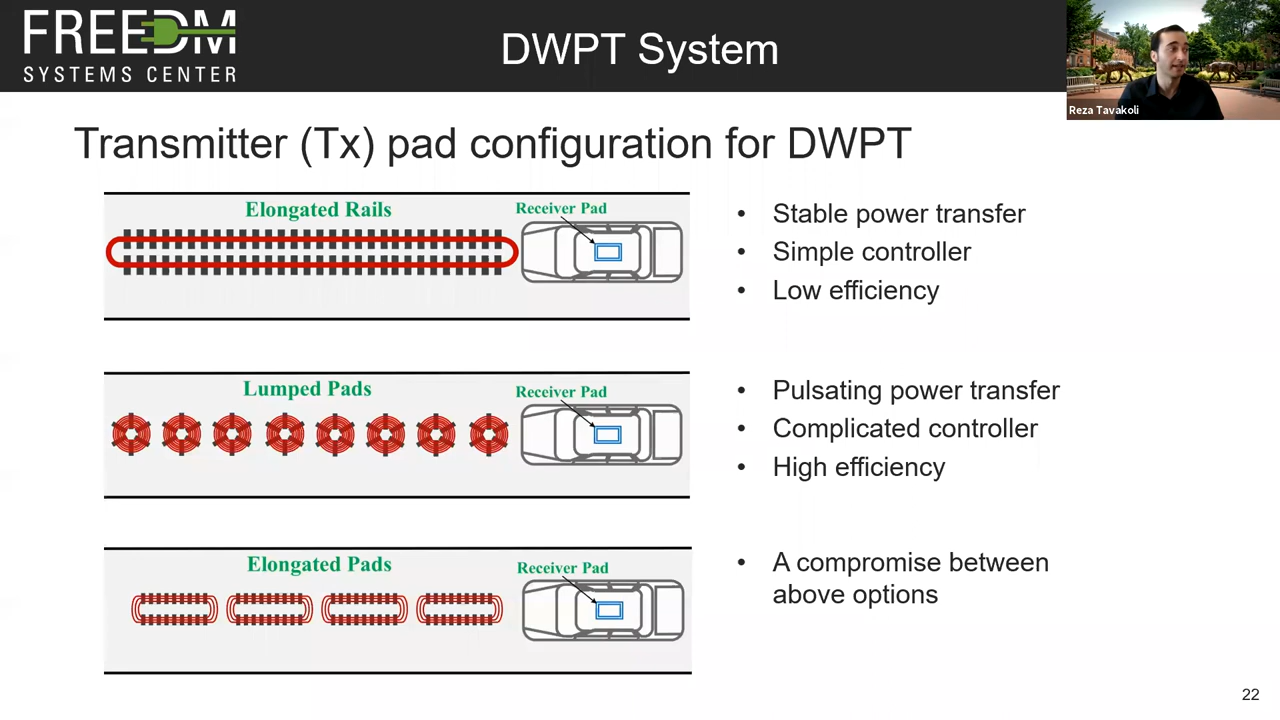 FREEDM
SYSTEMS CENTER
DWPT System
Reza Tavakoli
Transmitter (Tx) pad configuration for DWPT
Elongated Rails
Receiver Pad
• Stable power transfer
• Simple controller
• Low efficiency
Lumped Pads
Receiver Pad
• Pulsating power transfer
• Complicated controller
• High efficiency
Elongated Pads
Receiver Pad
• A compromise between
above options
22